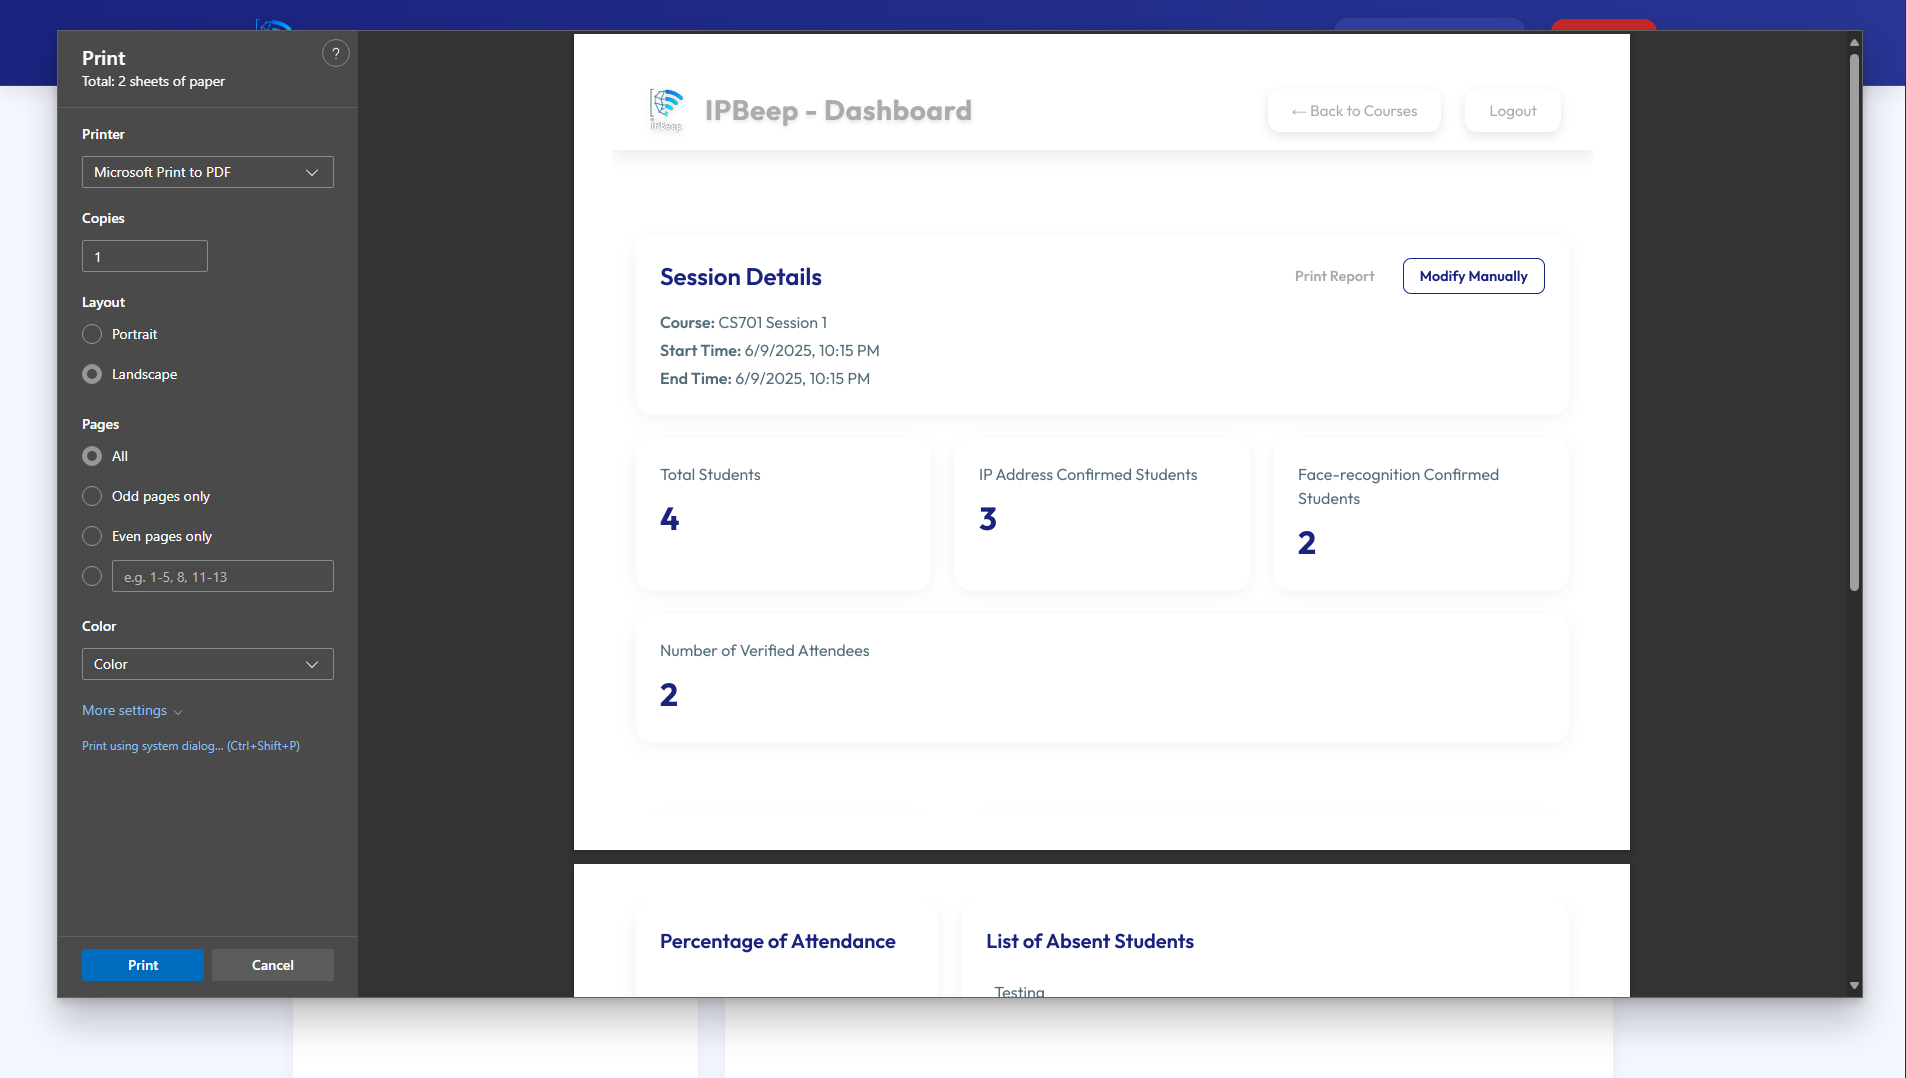 Print
Total: 2 sheets of paper
?
Printer
Microsoft Print to PDF
Copies
1
Layout
Portrait
Landscape
Pages
All
Odd pages only
Even pages only
e.g. 1-5, 8, 11-13
Color
Color
More settings
Print using system dialog... (Ctrl+Shift+P)
Print
Cancel
IPBeep
IPBeep - Dashboard
← Back to Courses
Logout
Session Details
Print Report
Modify Manually
Course: CS701 Session 1
Start Time: 6/9/2025, 10:15 PM
End Time: 6/9/2025, 10:15 PM
Total Students
4
IP Address Confirmed Students
3
Face-recognition Confirmed
Students
2
Number of Verified Attendees
2
Percentage of Attendance
List of Absent Students
Testing